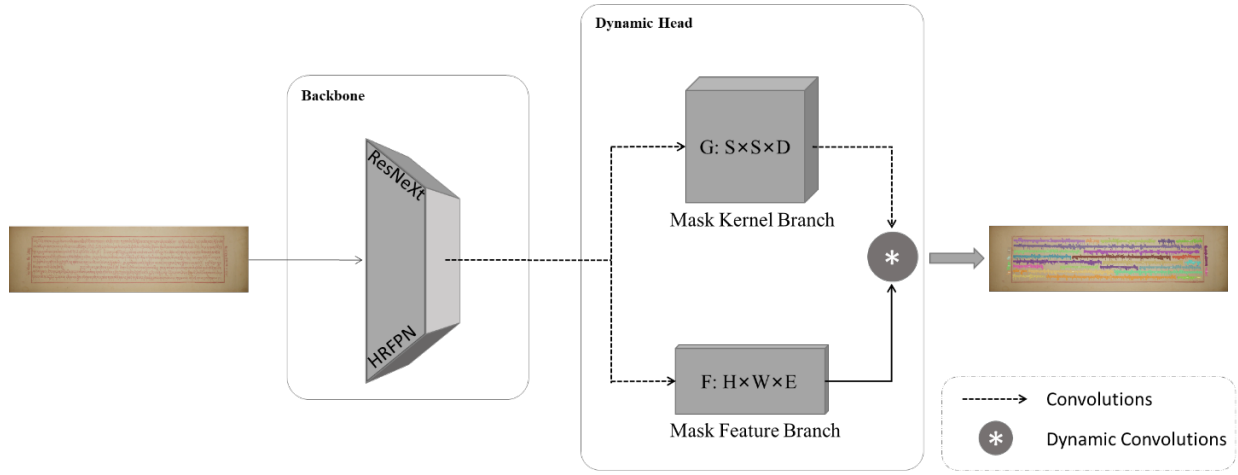 Dynamic Head
Backbone
ResNeXt
HRFPN
G: S×S×D
Mask Kernel Branch
*
F: H×W×E
Mask Feature Branch
Convolutions
* Dynamic Convolutions